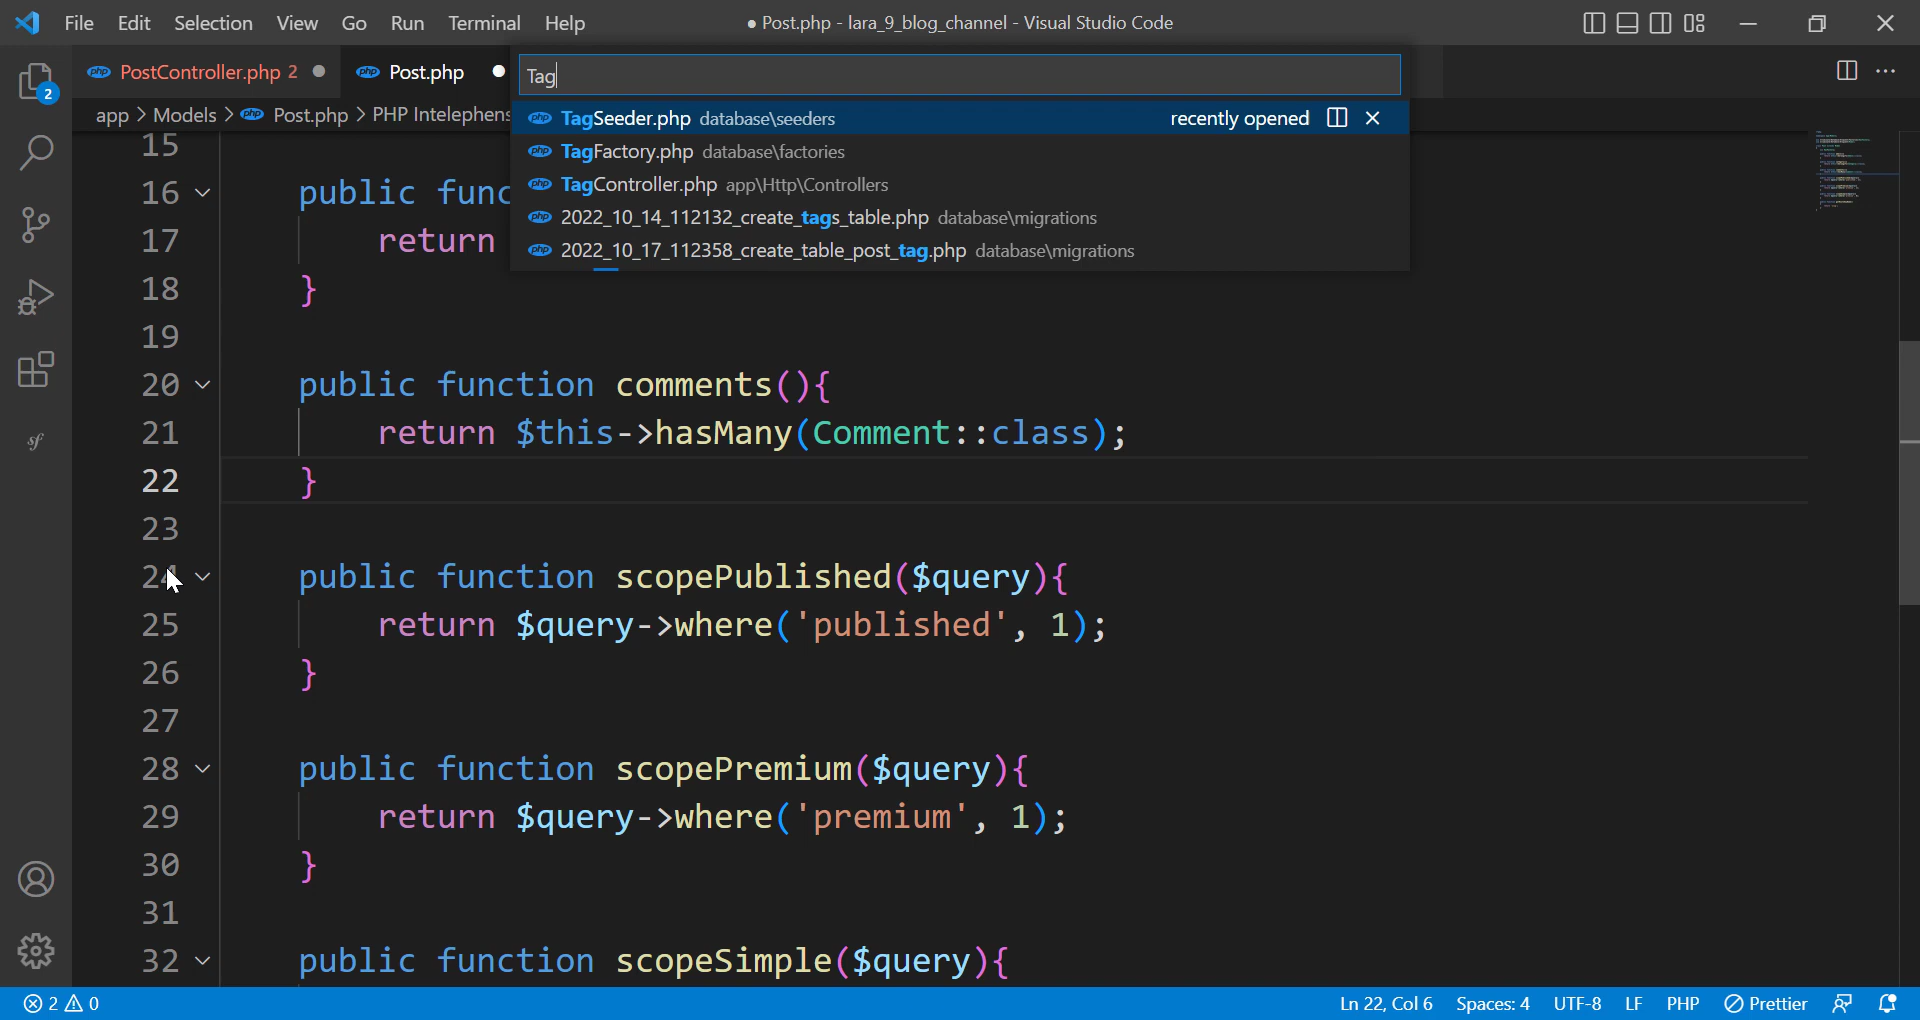 File Edit Selection View Go Run Terminal Help ● Post.php - lara_9_blog_channel - Visual Studio Code
PostController.php 2 ● Post.php ●
Tag
app > Models > Post.php > PHP Intelephens
TagSeeder.php database\seeders recently opened
TagFactory.php database\factories
TagController.php app\Http\Controllers
2022_10_14_112132_create_tags_table.php database\migrations
2022_10_17_112358_create_table_post_tag.php database\migrations
15
16 public func
17 return
18 }
19
20 public function comments(){
21 return $this->hasMany(Comment::class);
22 }
23
24 public function scopePublished($query){
25 return $query->where('published', 1);
26 }
27
28 public function scopePremium($query){
29 return $query->where('premium', 1);
30 }
31
32 public function scopeSimple($query){
2
sf
2 0 Ln 22, Col 6 Spaces: 4 UTF-8 LF PHP Prettier